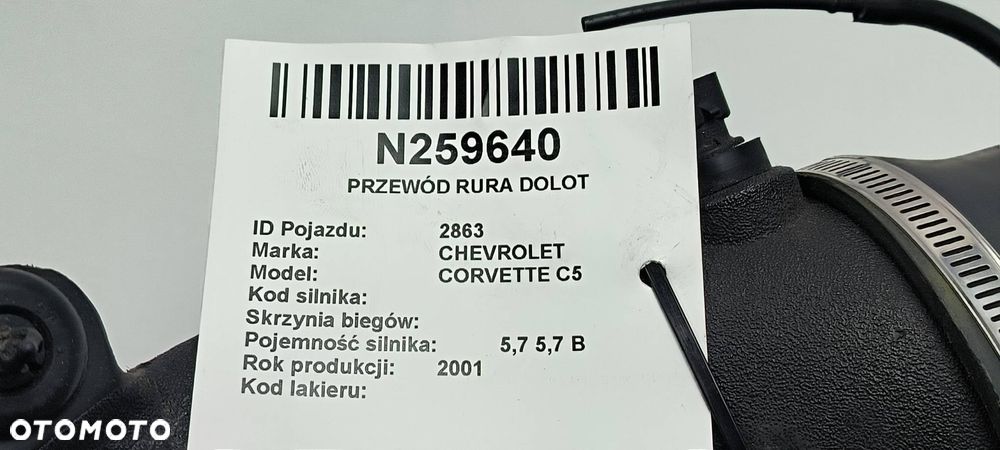 N259640
PRZEWÓD RURA DOLOT
ID Pojazdu: 2863
Marka: CHEVROLET
Model: CORVETTE C5
Kod silnika:
Skrzynia biegów:
Pojemność silnika: 5,7 5,7 B
Rok produkcji: 2001
Kod lakieru:
OTOMOTO